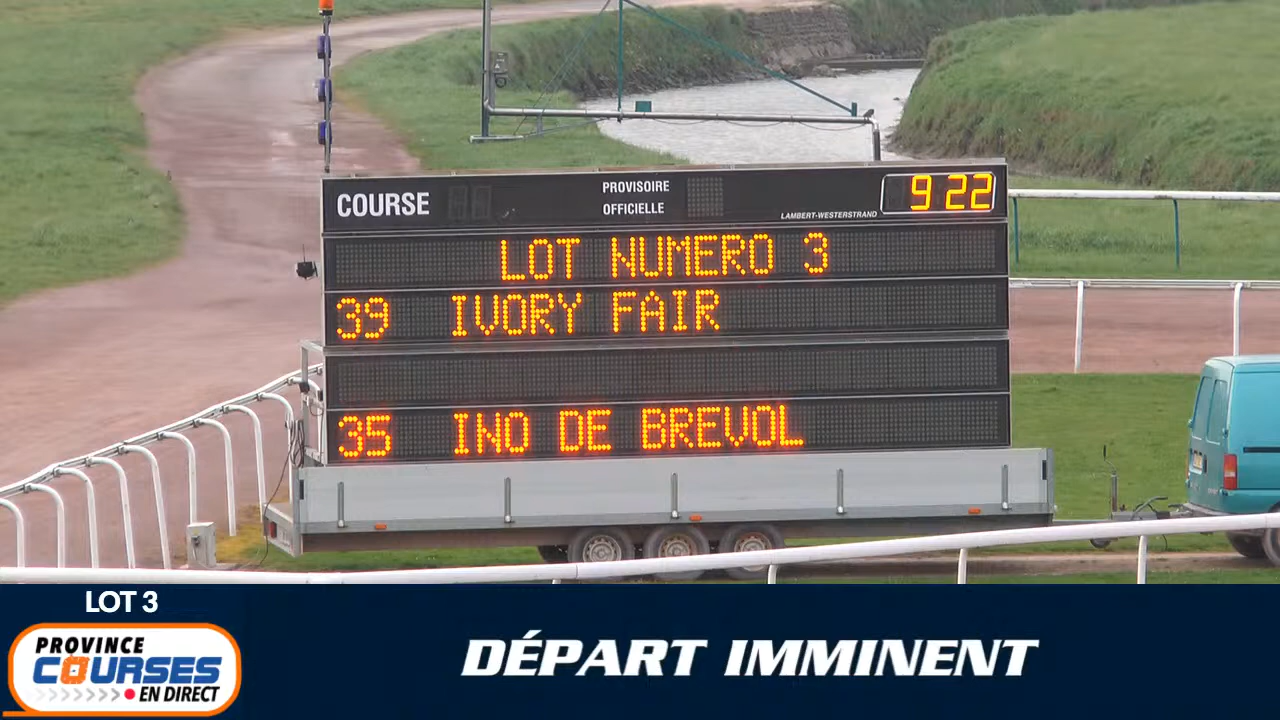 COURSE
PROVISOIRE
OFFICIELLE
LAMBERT-WESTERSTRAND
9 22
LOT NUMERO 3
39 IVORY FAIR
35 INO DE BREVOL
LOT 3
PROVINCE
COURSES
EN DIRECT
DÉPART IMMINENT